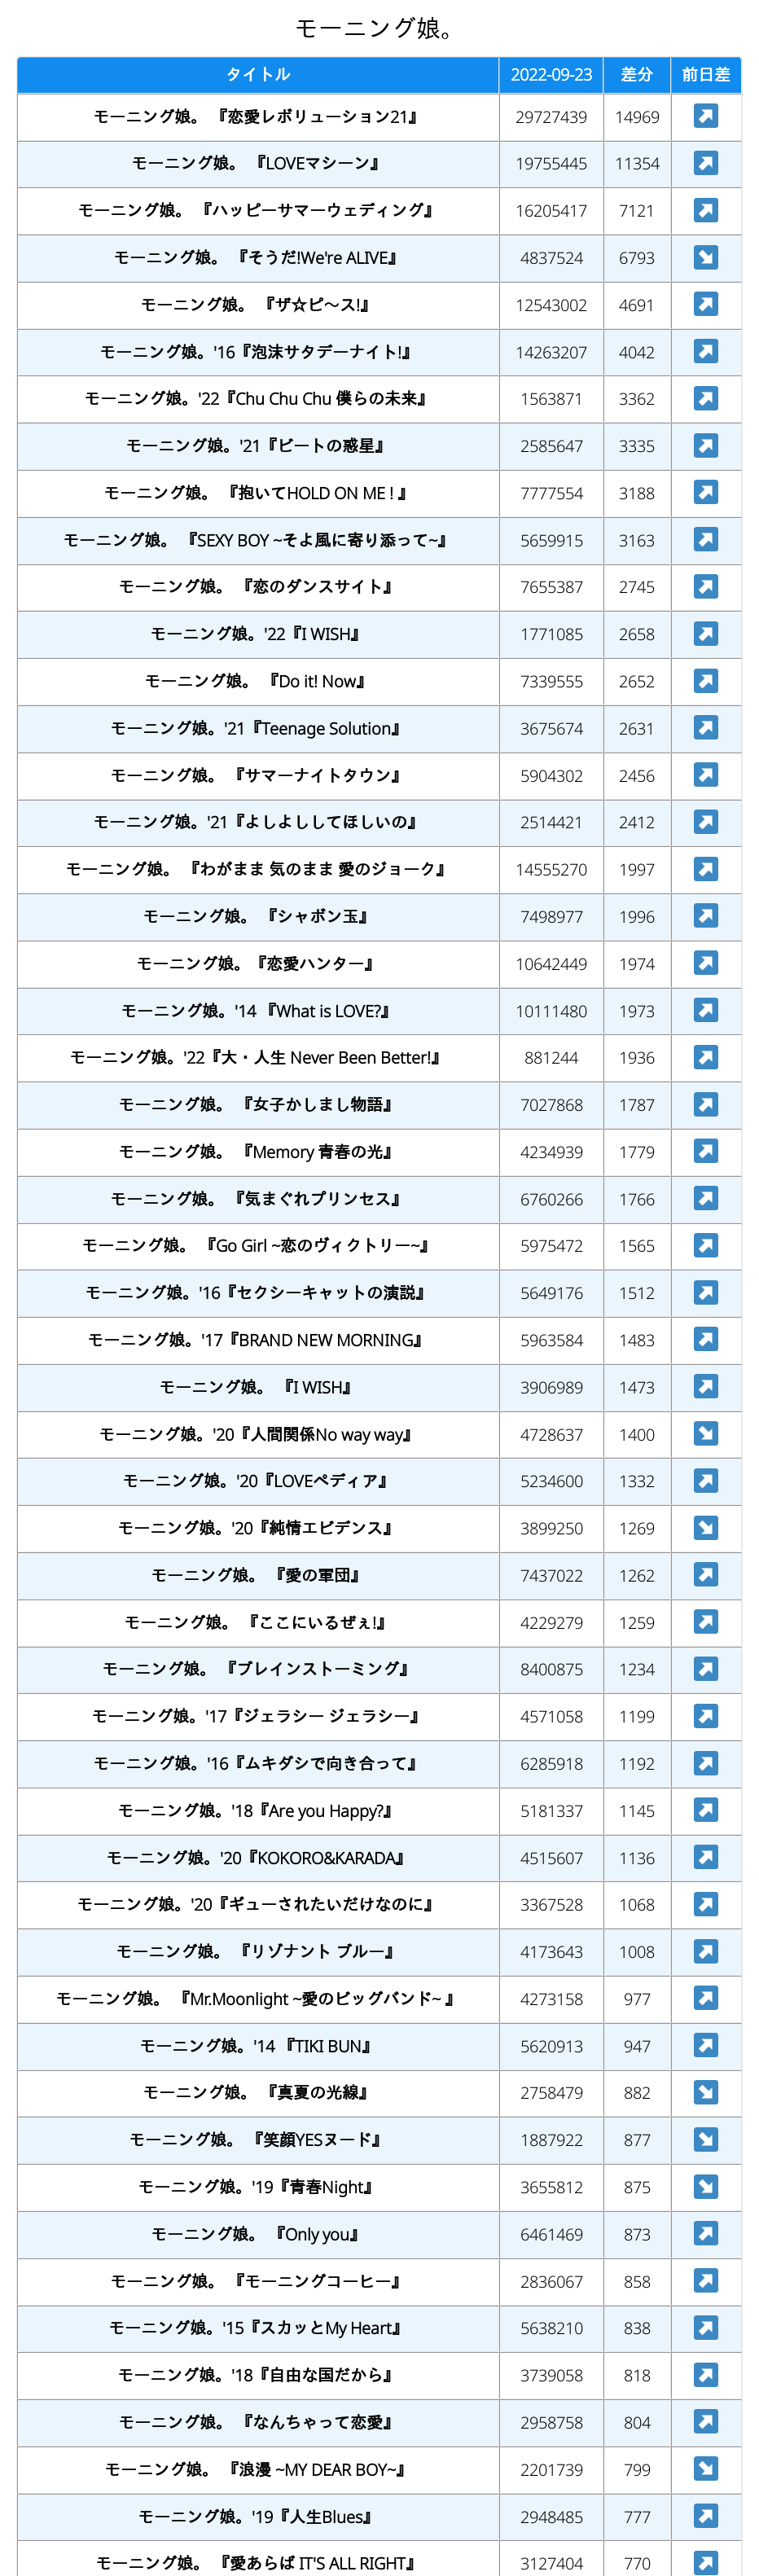 モーニング娘。
タイトル 2022-09-23 差分 前日差
モーニング娘。 『恋愛レボリューション21』 29727439 14969
モーニング娘。 『LOVEマシーン』 19755445 11354
モーニング娘。 『ハッピーサマーウェディング』 16205417 7121
モーニング娘。 『そうだ!We're ALIVE』 4837524 6793
モーニング娘。 『ザ☆ピ〜ス!』 12543002 4691
モーニング娘。'16『泡沫サタデーナイト!』 14263207 4042
モーニング娘。'22『Chu Chu Chu 僕らの未来』 1563871 3362
モーニング娘。'21『ビートの惑星』 2585647 3335
モーニング娘。 『抱いてHOLD ON ME ! 』 7777554 3188
モーニング娘。 『SEXY BOY ~そよ風に寄り添って~』 5659915 3163
モーニング娘。 『恋のダンスサイト』 7655387 2745
モーニング娘。'22『I WISH』 1771085 2658
モーニング娘。 『Do it! Now』 7339555 2652
モーニング娘。'21『Teenage Solution』 3675674 2631
モーニング娘。 『サマーナイトタウン』 5904302 2456
モーニング娘。'21『よしよししてほしいの』 2514421 2412
モーニング娘。 『わがまま 気のまま 愛のジョーク』 14555270 1997
モーニング娘。 『シャボン玉』 7498977 1996
モーニング娘。『恋愛ハンター』 10642449 1974
モーニング娘。'14 『What is LOVE?』 10111480 1973
モーニング娘。'22『大・人生 Never Been Better!』 881244 1936
モーニング娘。 『女子かしまし物語』 7027868 1787
モーニング娘。 『Memory 青春の光』 4234939 1779
モーニング娘。 『気まぐれプリンセス』 6760266 1766
モーニング娘。 『Go Girl ~恋のヴィクトリー~』 5975472 1565
モーニング娘。'16『セクシーキャットの演説』 5649176 1512
モーニング娘。'17『BRAND NEW MORNING』 5963584 1483
モーニング娘。 『I WISH』 3906989 1473
モーニング娘。'20『人間関係No way way』 4728637 1400
モーニング娘。'20『LOVEペディア』 5234600 1332
モーニング娘。'20『純情エビデンス』 3899250 1269
モーニング娘。 『愛の軍団』 7437022 1262
モーニング娘。 『ここにいるぜぇ!』 4229279 1259
モーニング娘。 『ブレインストーミング』 8400875 1234
モーニング娘。'17『ジェラシー ジェラシー』 4571058 1199
モーニング娘。'16『ムキダシで向き合って』 6285918 1192
モーニング娘。'18『Are you Happy?』 5181337 1145
モーニング娘。'20『KOKORO&KARADA』 4515607 1136
モーニング娘。'20『ギューされたいだけなのに』 3367528 1068
モーニング娘。 『リゾナント ブルー』 4173643 1008
モーニング娘。 『Mr.Moonlight ~愛のビッグバンド~ 』 4273158 977
モーニング娘。'14 『TIKI BUN』 5620913 947
モーニング娘。 『真夏の光線』 2758479 882
モーニング娘。 『笑顔YESヌード』 1887922 877
モーニング娘。'19『青春Night』 3655812 875
モーニング娘。 『Only you』 6461469 873
モーニング娘。 『モーニングコーヒー』 2836067 858
モーニング娘。'15『スカッとMy Heart』 5638210 838
モーニング娘。'18『自由な国だから』 3739058 818
モーニング娘。 『なんちゃって恋愛』 2958758 804
モーニング娘。 『浪漫 ~MY DEAR BOY~』 2201739 799
モーニング娘。'19『人生Blues』 2948485 777
モーニング娘。 『愛あらば IT'S ALL RIGHT』 3127404 770